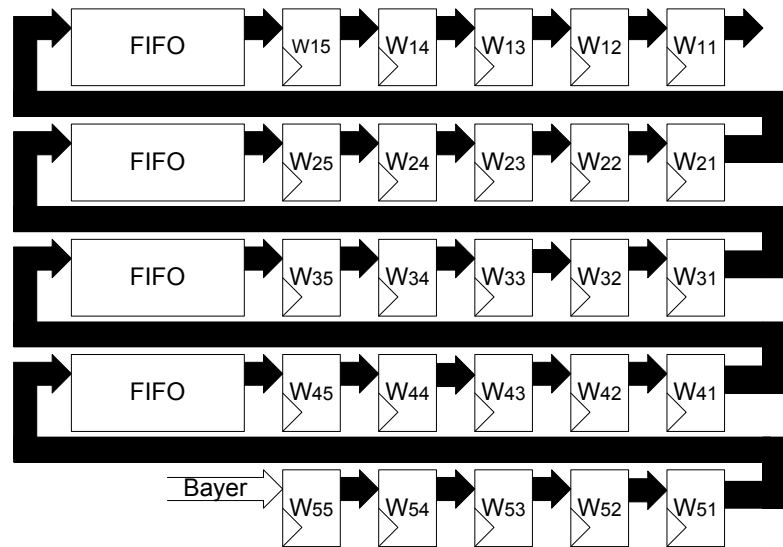 FIFO W15 W14 W13 W12 W11
FIFO W25 W24 W23 W22 W21
FIFO W35 W34 W33 W32 W31
FIFO W45 W44 W43 W42 W41
Bayer W55 W54 W53 W52 W51